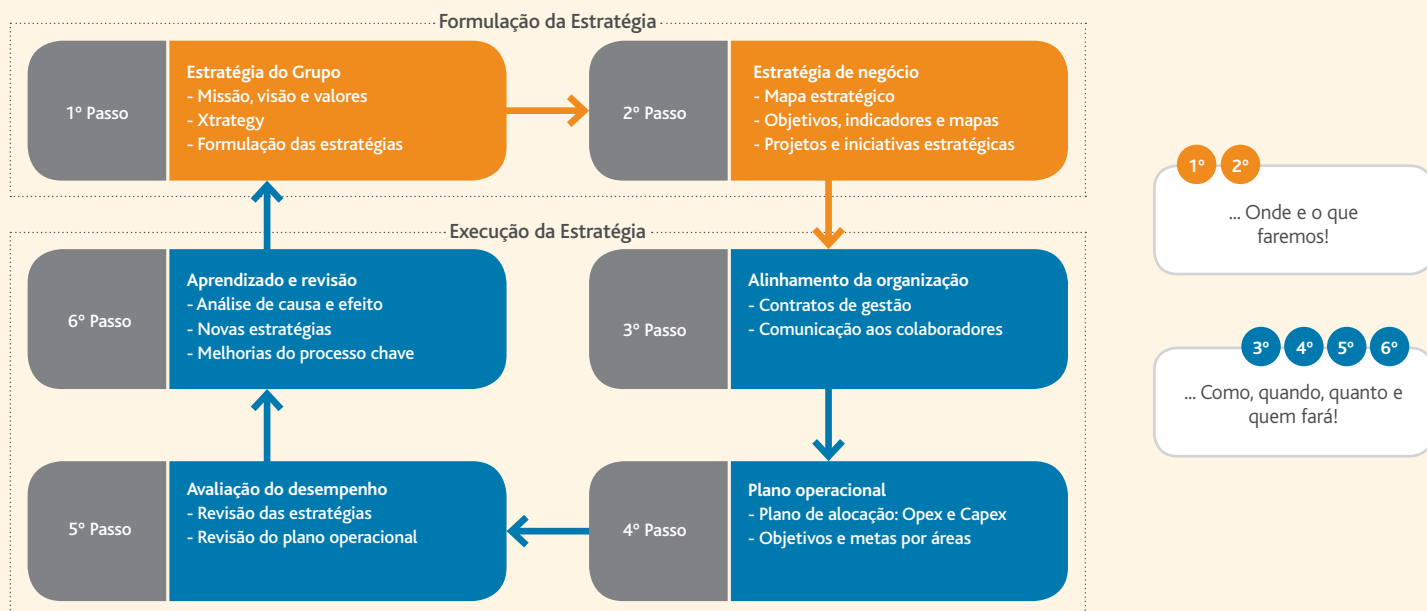 Formulação da Estratégia
1º Passo
Estratégia do Grupo
- Missão, visão e valores
- Xtrategy
- Formulação das estratégias
2º Passo
Estratégia de negócio
- Mapa estratégico
- Objetivos, indicadores e mapas
- Projetos e iniciativas estratégicas
Execução da Estratégia
3º Passo
Alinhamento da organização
- Contratos de gestão
- Comunicação aos colaboradores
4º Passo
Plano operacional
- Plano de alocação: Opex e Capex
- Objetivos e metas por áreas
5º Passo
Avaliação do desempenho
- Revisão das estratégias
- Revisão do plano operacional
6º Passo
Aprendizado e revisão
- Análise de causa e efeito
- Novas estratégias
- Melhorias do processo chave
1º 2º
... Onde e o que
faremos!
3º 4º 5º 6º
... Como, quando, quanto e
quem fará!